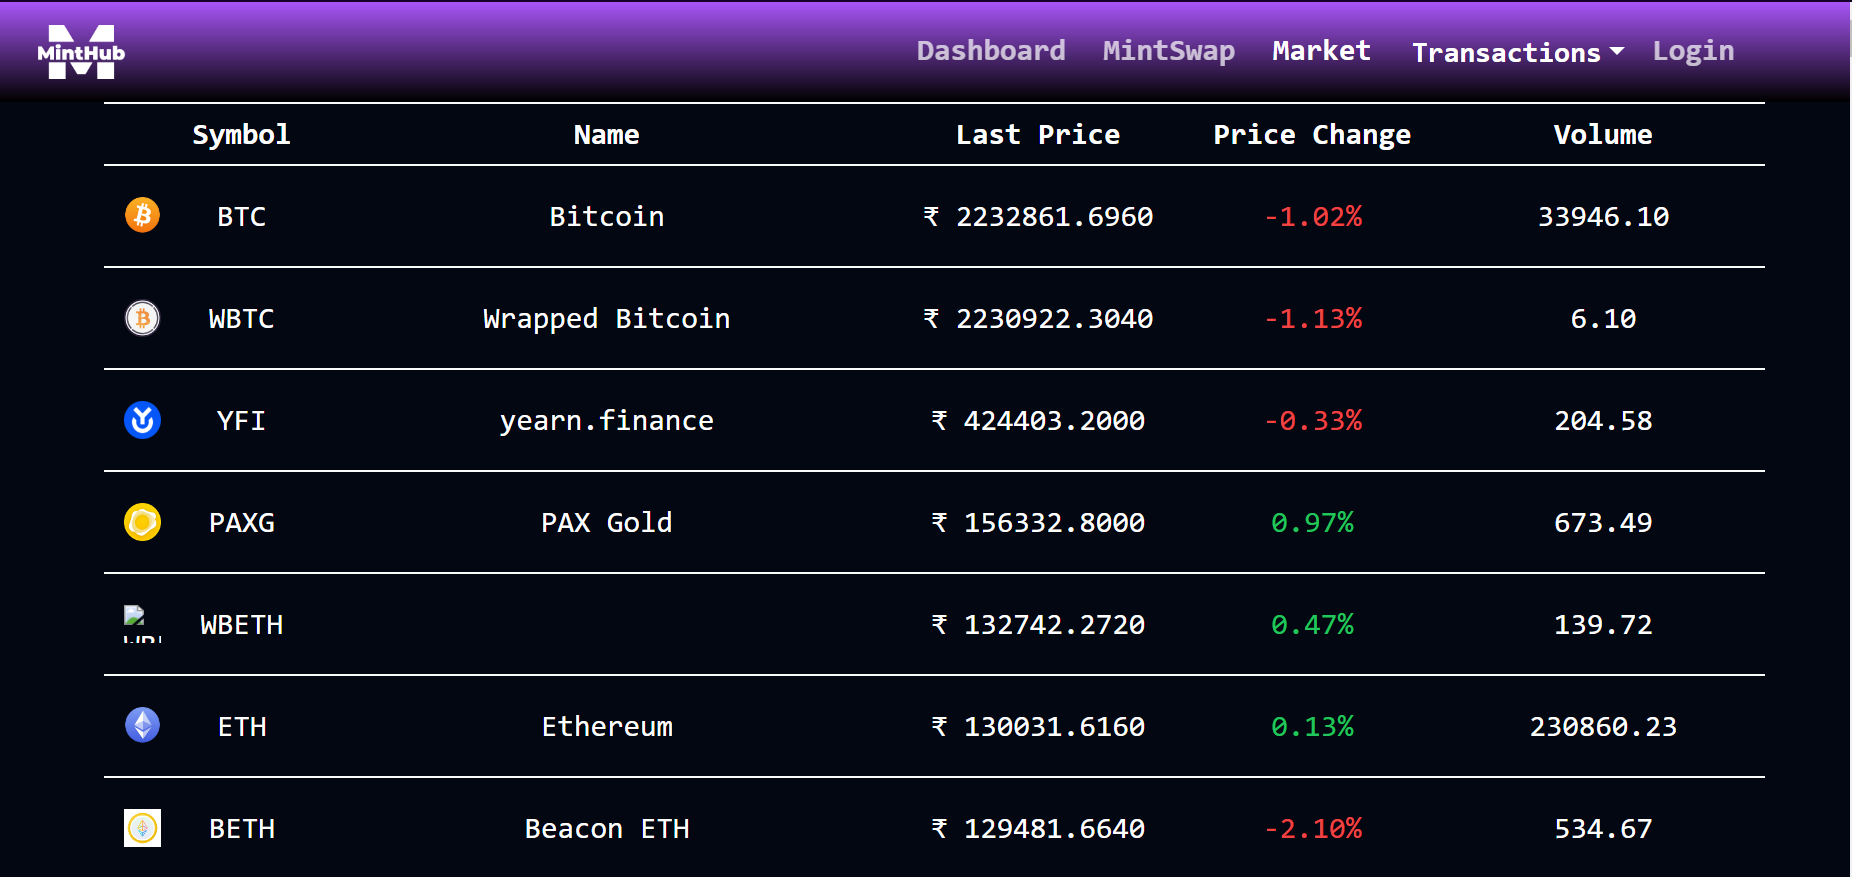 MintHub
Dashboard MintSwap Market Transactions Login
Symbol Name Last Price Price Change Volume
BTC Bitcoin ₹ 2232861.6960 -1.02% 33946.10
WBTC Wrapped Bitcoin ₹ 2230922.3040 -1.13% 6.10
YFI yearn.finance ₹ 424403.2000 -0.33% 204.58
PAXG PAX Gold ₹ 156332.8000 0.97% 673.49
WBETH ₹ 132742.2720 0.47% 139.72
ETH Ethereum ₹ 130031.6160 0.13% 230860.23
BETH Beacon ETH ₹ 129481.6640 -2.10% 534.67